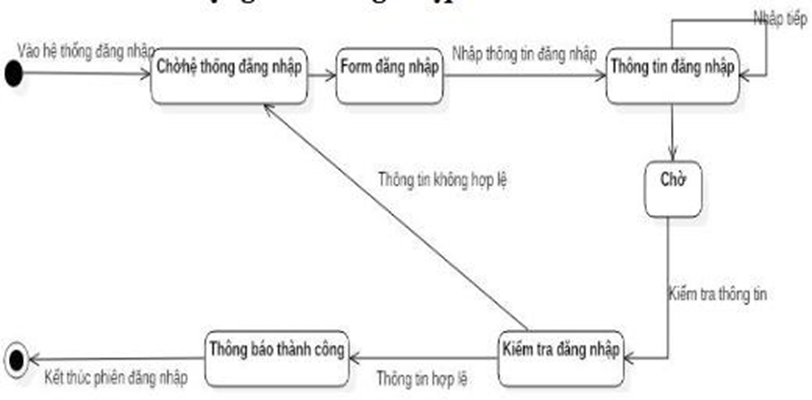 Nhập tiếp
Vào hệ thống đăng nhập
Chờ hệ thống đăng nhập
Form đăng nhập
Nhập thông tin đăng nhập
Thông tin đăng nhập
Chờ
Thông tin không hợp lệ
Kiểm tra thông tin
Thông báo thành công
Kiểm tra đăng nhập
Kết thúc phiên đăng nhập
Thông tin hợp lệ